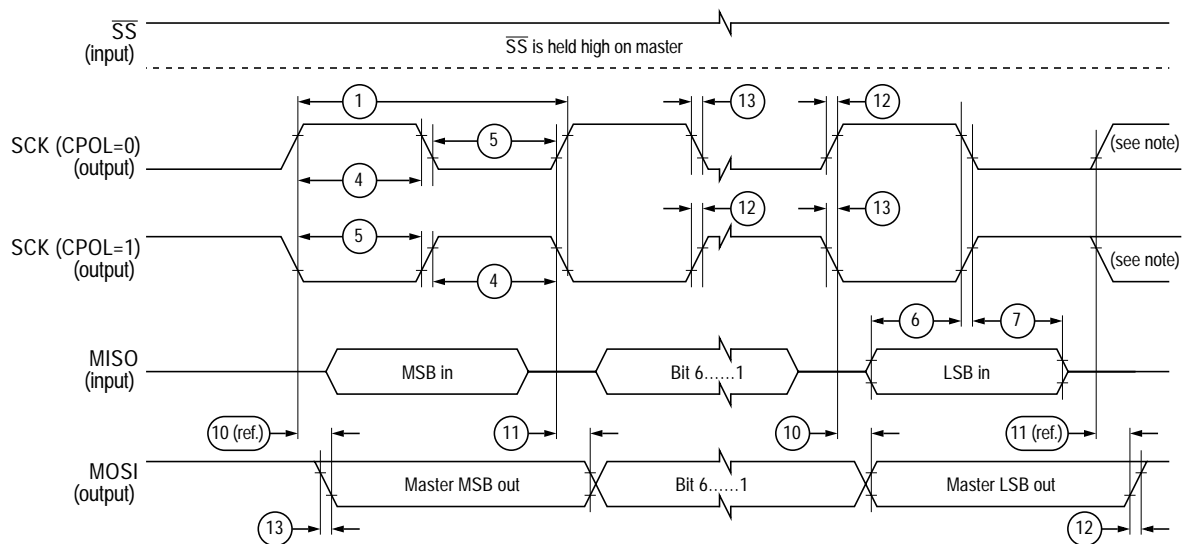 SS
(input)
SS is held high on master
1
13
12
5
SCK (CPOL=0)
(output)
(see note)
4
5
12
13
SCK (CPOL=1)
(output)
(see note)
4
6
7
MISO
(input)
MSB in
Bit 6......1
LSB in
10 (ref.)
11
10
11 (ref.)
MOSI
(output)
Master MSB out
Bit 6......1
Master LSB out
13
12